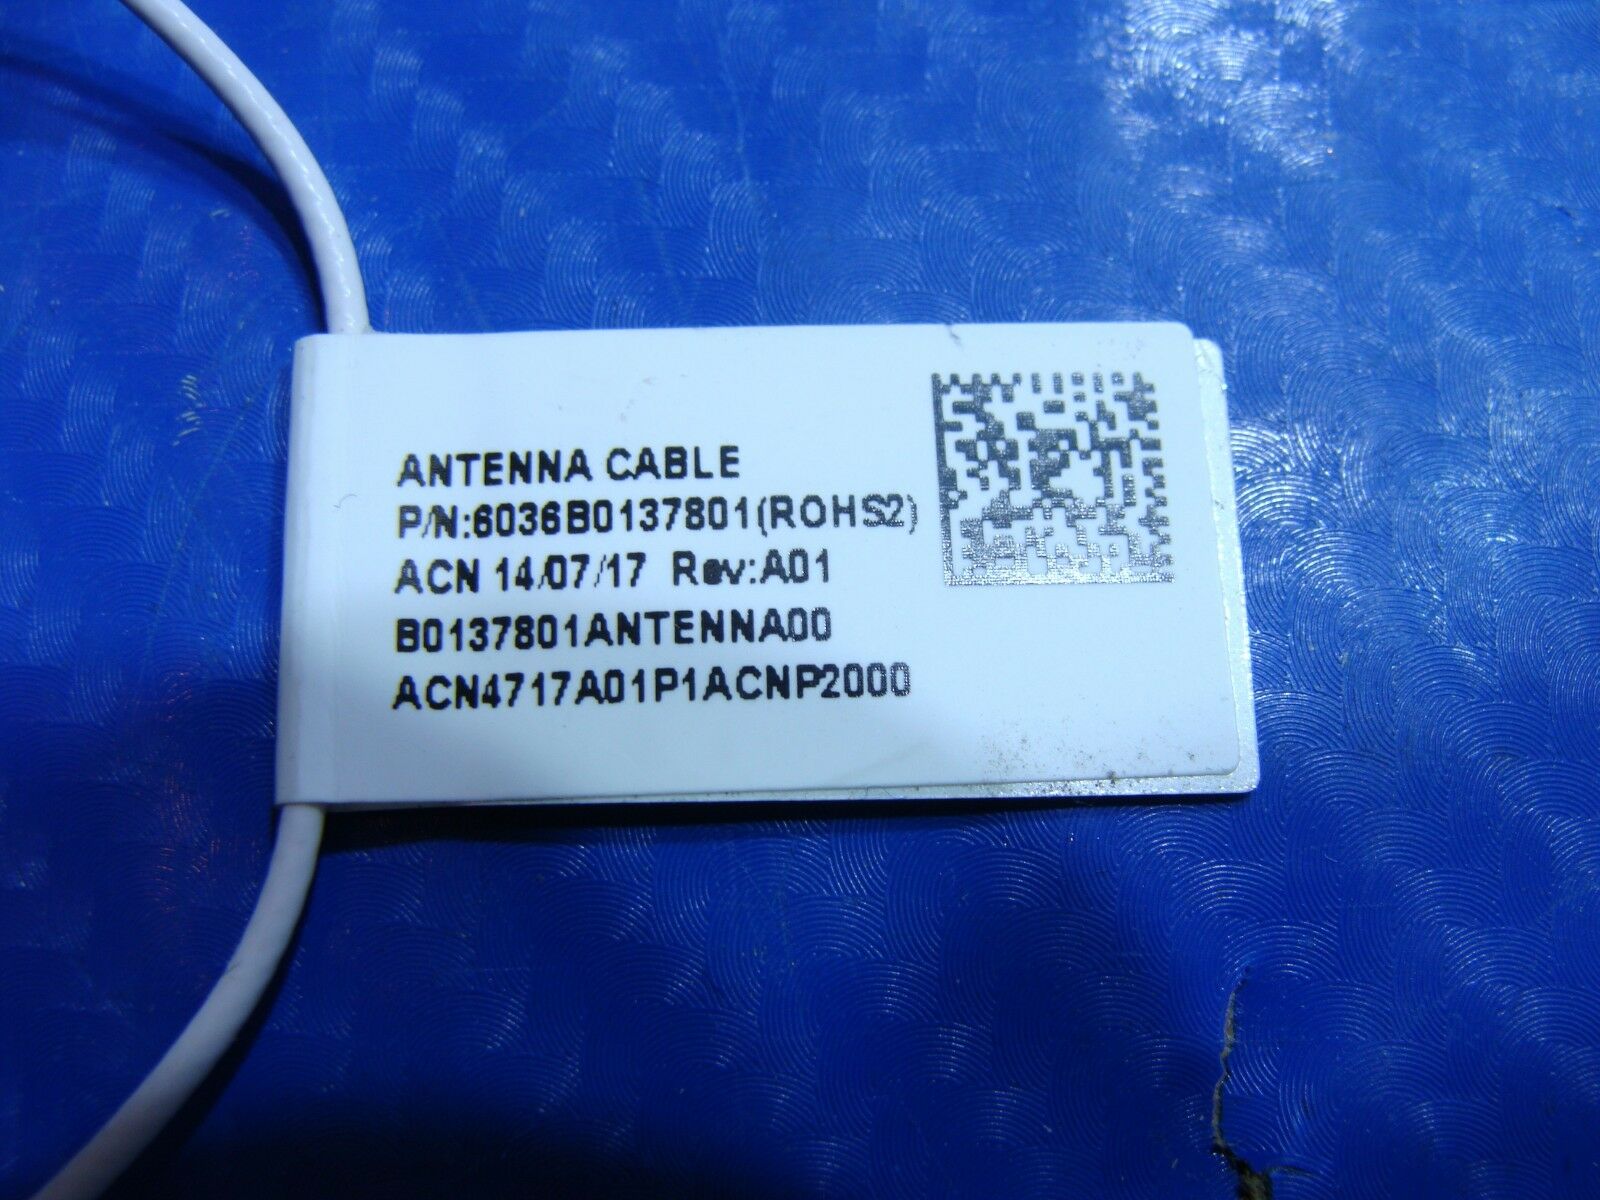 ANTENNA CABLE
P/N:6036B0137801(ROHS2)
ACN 14/07/17 Rev:A01
B0137801ANTENNA00
ACN4717A01P1ACNP2000